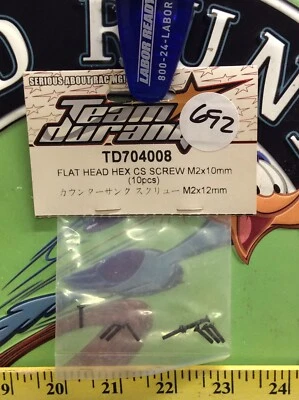 LABOR READY
800-24-LABOR
SERIOUS ABOUT RACING
Team
Durango
692
TD704008
FLAT HEAD HEX CS SCREW M2x10mm
(10pcs)
カウンターサンク スクリュー M2x12mm
19 20 21 22 23 24